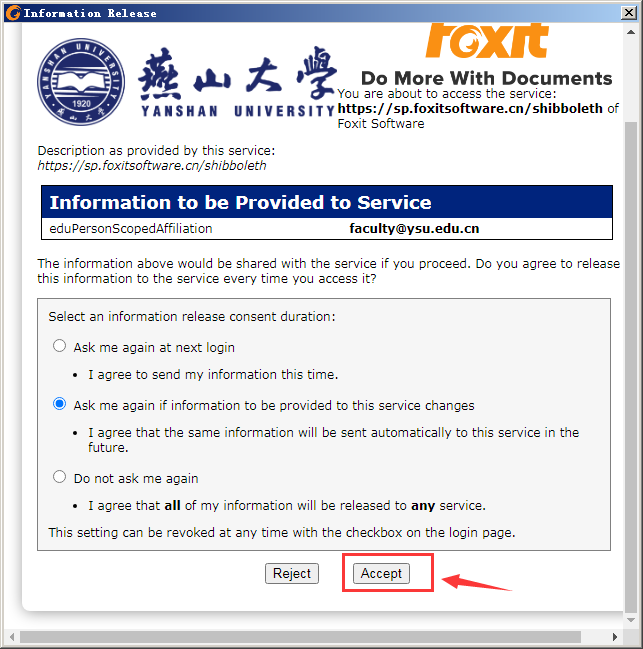 Information Release
YANSHAN UNIVERSITY
1920
燕山大学
燕山大學
YANSHAN UNIVERSITY
Foxit
Do More With Documents
You are about to access the service:
https://sp.foxitsoftware.cn/shibboleth of
Foxit Software
Description as provided by this service:
https://sp.foxitsoftware.cn/shibboleth
Information to be Provided to Service
eduPersonScopedAffiliation faculty@ysu.edu.cn
The information above would be shared with the service if you proceed. Do you agree to release
this information to the service every time you access it?
Select an information release consent duration:
Ask me again at next login
• I agree to send my information this time.
Ask me again if information to be provided to this service changes
• I agree that the same information will be sent automatically to this service in the
future.
Do not ask me again
• I agree that all of my information will be released to any service.
This setting can be revoked at any time with the checkbox on the login page.
Reject Accept